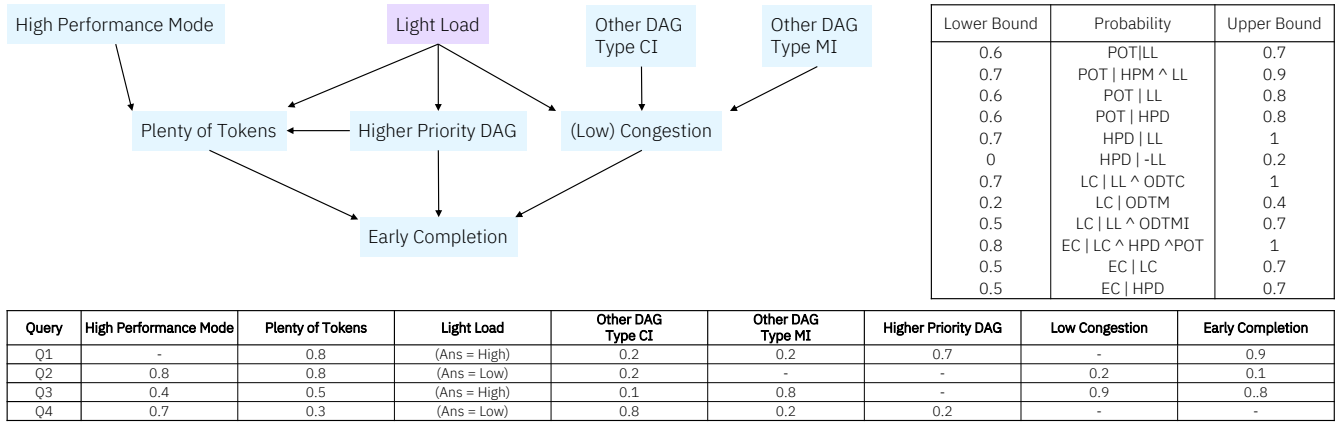 High Performance Mode
Light Load
Other DAG
Type CI
Other DAG
Type MI
Plenty of Tokens
Higher Priority DAG
(Low) Congestion
Early Completion
Lower Bound Probability Upper Bound
0.6 POT|LL 0.7
0.7 POT | HPM ^ LL 0.9
0.6 POT | LL 0.8
0.6 POT | HPD 0.8
0.7 HPD | LL 1
0 HPD | -LL 0.2
0.7 LC | LL ^ ODTC 1
0.2 LC | ODTM 0.4
0.5 LC | LL ^ ODTMI 0.7
0.8 EC | LC ^ HPD ^POT 1
0.5 EC | LC 0.7
0.5 EC | HPD 0.7
Query High Performance Mode Plenty of Tokens Light Load Other DAG Type CI Other DAG Type MI Higher Priority DAG Low Congestion Early Completion
Q1 - 0.8 (Ans = High) 0.2 0.2 0.7 - 0.9
Q2 0.8 0.8 (Ans = Low) 0.2 - - 0.2 0.1
Q3 0.4 0.5 (Ans = High) 0.1 0.8 - 0.9 0..8
Q4 0.7 0.3 (Ans = Low) 0.8 0.2 0.2 - -